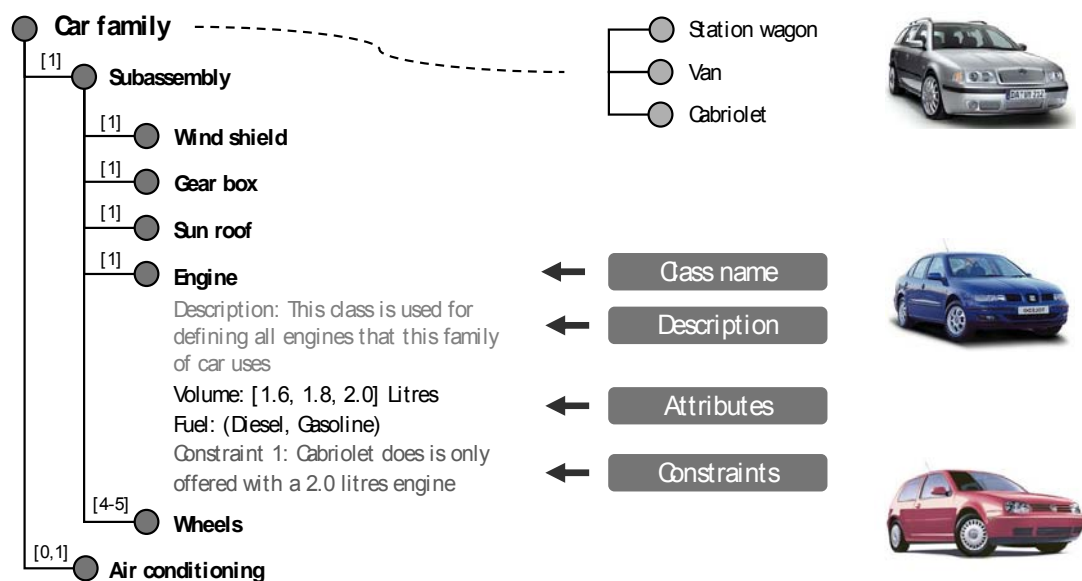 Car family
Station wagon
[1]
Subassembly
Van
Cabriolet
[1]
Wind shield
[1]
Gear box
[1]
Sun roof
[1]
Engine
Class name
Description: This class is used for
defining all engines that this family
of car uses
Description
Volume: [1.6, 1.8, 2.0] Litres
Fuel: (Diesel, Gasoline)
Attributes
Constraint 1: Cabriolet does is only
offered with a 2.0 litres engine
Constraints
[4-5]
Wheels
[0,1]
Air conditioning